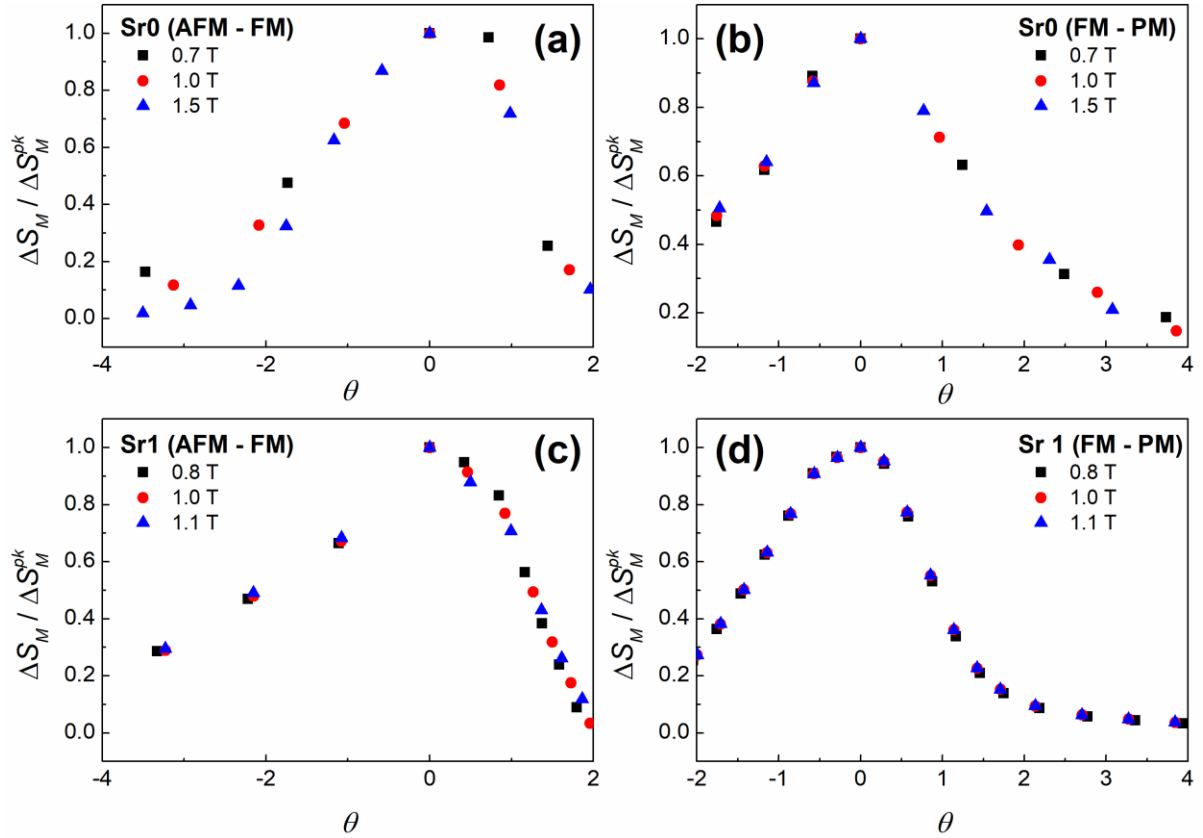 Sr0 (AFM - FM)
0.7 T
1.0 T
1.5 T
(a)
ΔS_M / ΔS_M^pk
1.0
0.8
0.6
0.4
0.2
0.0
-4
-2
0
2
θ
(b)
Sr0 (FM - PM)
0.7 T
1.0 T
1.5 T
ΔS_M / ΔS_M^pk
1.0
0.8
0.6
0.4
0.2
-2
-1
0
1
2
3
4
θ
Sr1 (AFM - FM)
0.8 T
1.0 T
1.1 T
(c)
ΔS_M / ΔS_M^pk
1.0
0.8
0.6
0.4
0.2
0.0
-4
-2
0
2
θ
(d)
Sr 1 (FM - PM)
0.8 T
1.0 T
1.1 T
ΔS_M / ΔS_M^pk
1.0
0.8
0.6
0.4
0.2
0.0
-2
-1
0
1
2
3
4
θ